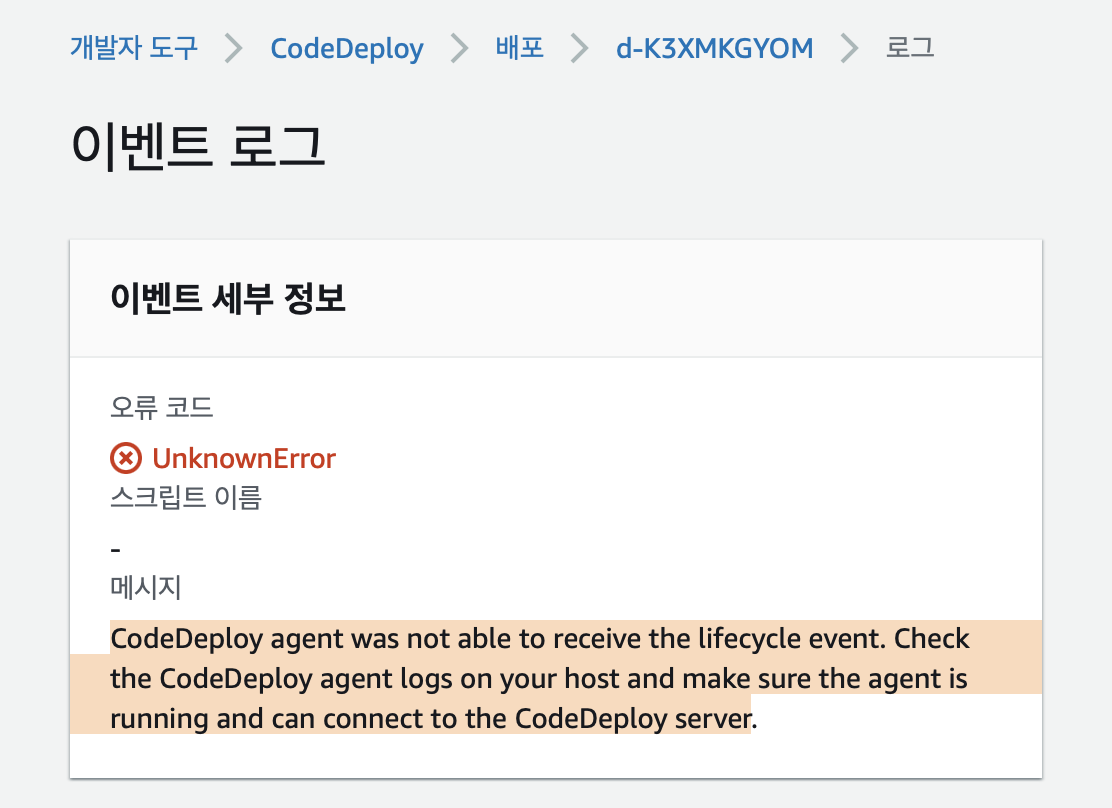 개발자 도구 > CodeDeploy > 배포 > d-K3XMKGYOM > 로그
이벤트 로그
이벤트 세부 정보
오류 코드
UnknownError
스크립트 이름
-
메시지
CodeDeploy agent was not able to receive the lifecycle event. Check
the CodeDeploy agent logs on your host and make sure the agent is
running and can connect to the CodeDeploy server.